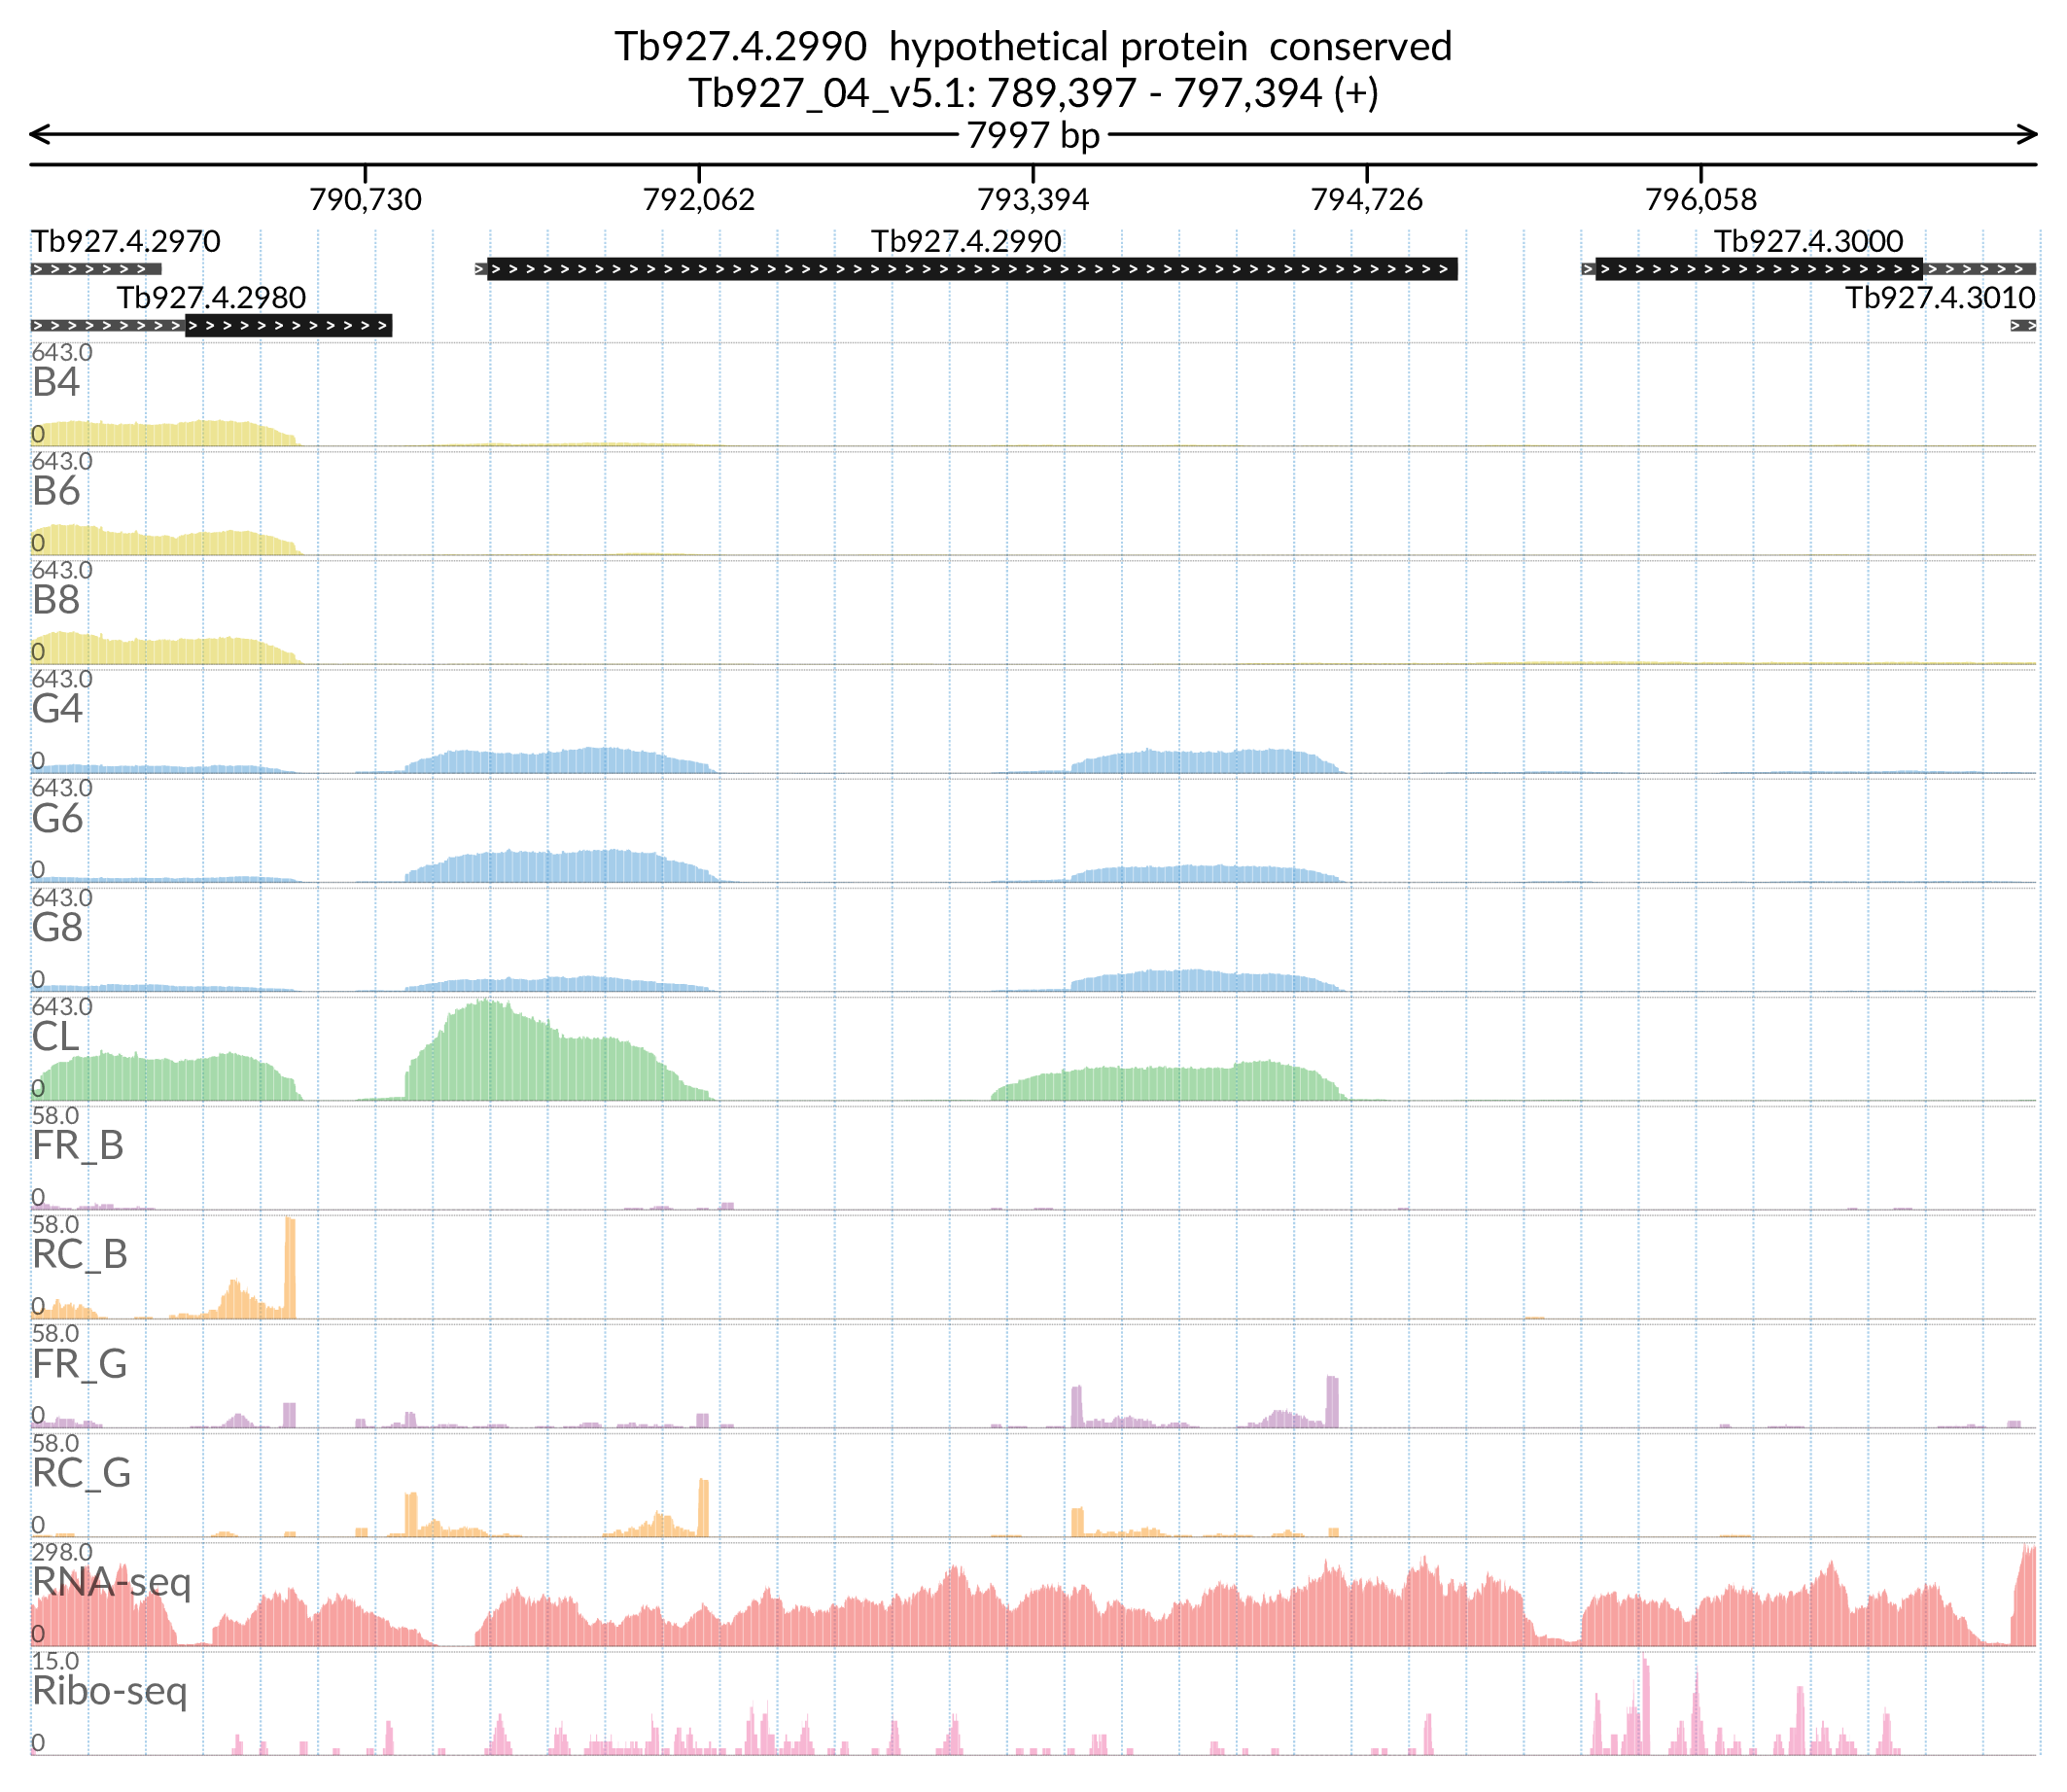 Tb927.4.2990  hypothetical protein  conserved
Tb927_04_v5.1: 789,397 - 797,394 (+)
7997 bp
790,730 792,062 793,394 794,726 796,058
Tb927.4.2970 Tb927.4.2990 Tb927.4.3000
Tb927.4.2980 Tb927.4.3010
643.0
B4
0
643.0
B6
0
643.0
B8
0
643.0
G4
0
643.0
G6
0
643.0
G8
0
643.0
CL
0
58.0
FR_B
0
58.0
RC_B
0
58.0
FR_G
0
58.0
RC_G
0
298.0
RNA-seq
0
15.0
Ribo-seq
0